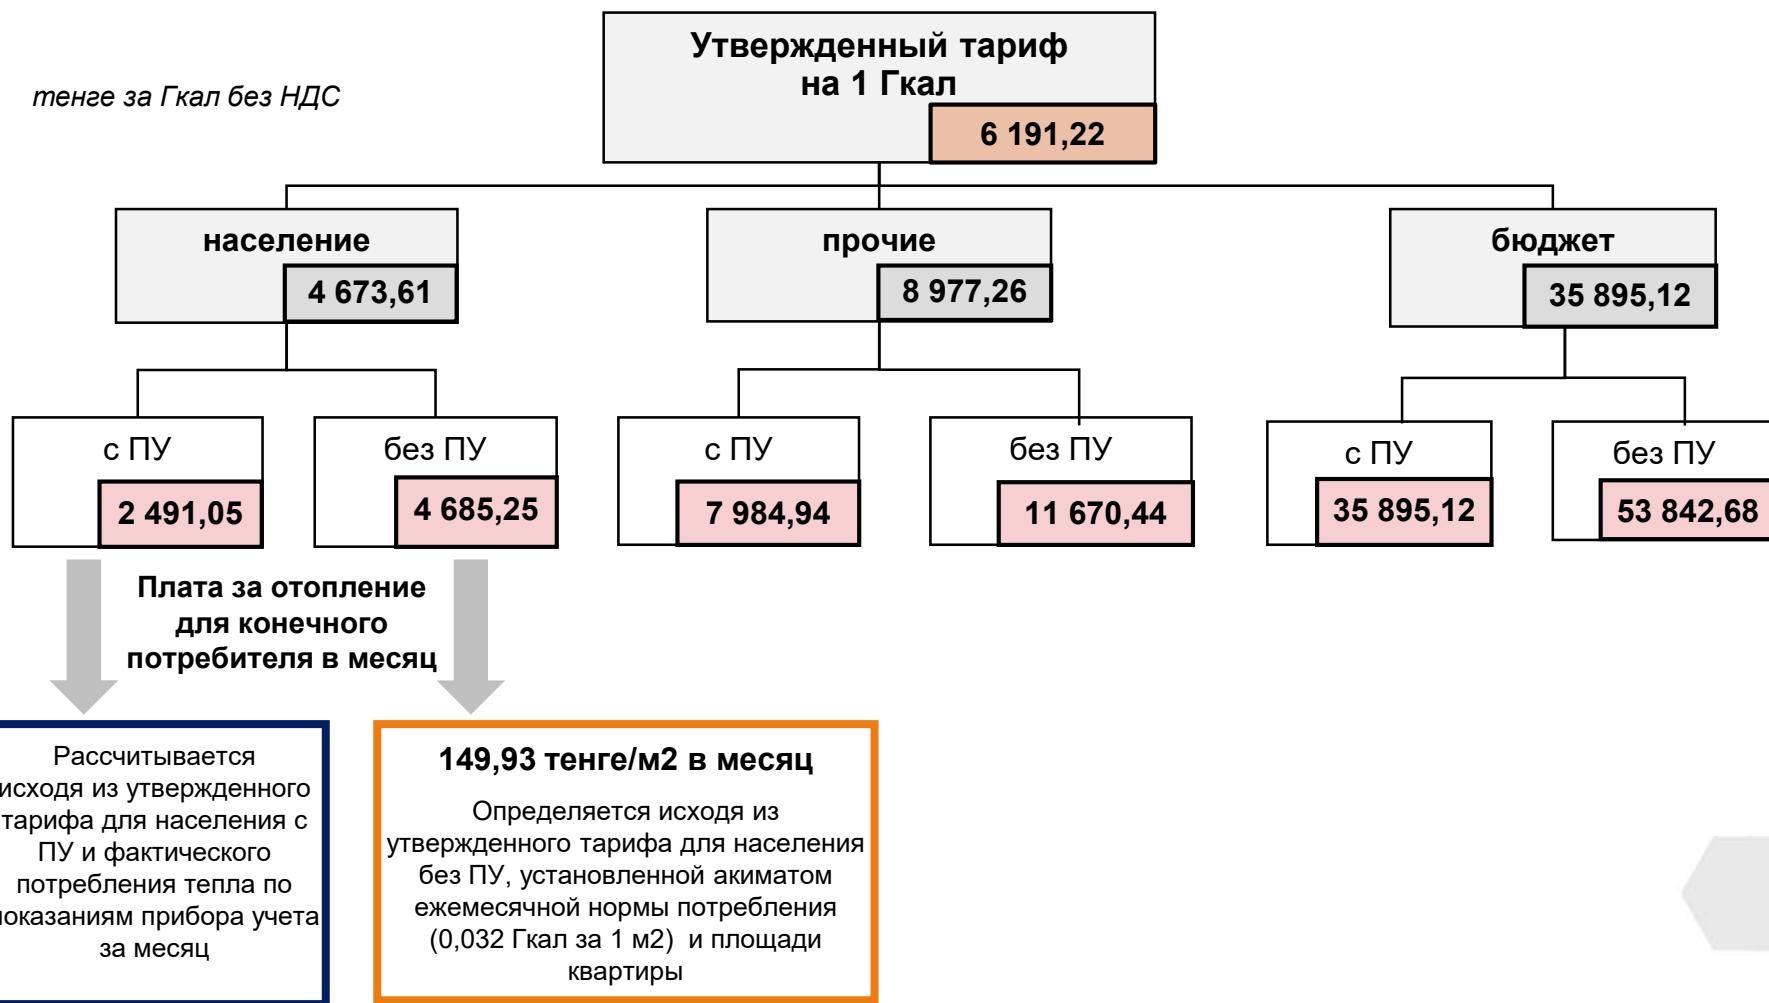 Утвержденный тариф
на 1 Гкал
6 191,22
тенге за Гкал без НДС
население
4 673,61
прочие
8 977,26
бюджет
35 895,12
с ПУ
2 491,05
без ПУ
4 685,25
с ПУ
7 984,94
без ПУ
11 670,44
с ПУ
35 895,12
без ПУ
53 842,68
Плата за отопление
для конечного
потребителя в месяц
Рассчитывается
исходя из утвержденного
тарифа для населения с
ПУ и фактического
потребления тепла по
показаниям прибора учета
за месяц
149,93 тенге/м2 в месяц
Определяется исходя из
утвержденного тарифа для населения
без ПУ, установленной акиматом
ежемесячной нормы потребления
(0,032 Гкал за 1 м2) и площади
квартиры